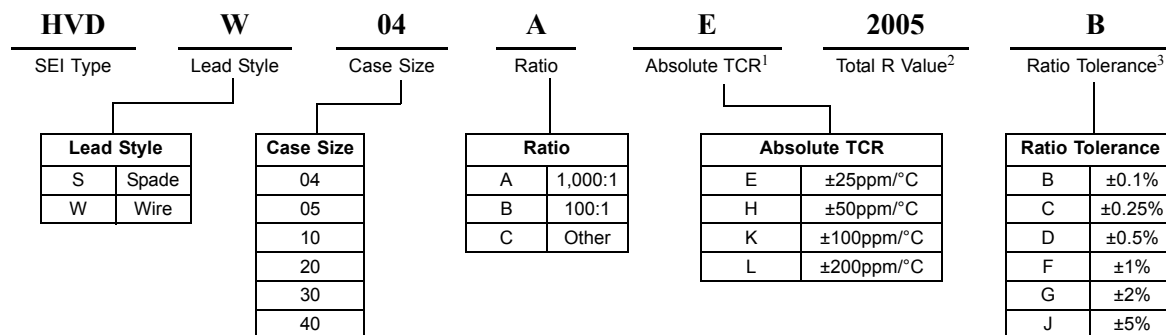 HVD W 04 A E 2005 B
SEI Type Lead Style Case Size Ratio Absolute TCR1 Total R Value2 Ratio Tolerance3
Lead Style
S Spade
W Wire
Case Size
04
05
10
20
30
40
Ratio
A 1,000:1
B 100:1
C Other
Absolute TCR
E ±25ppm/°C
H ±50ppm/°C
K ±100ppm/°C
L ±200ppm/°C
Ratio Tolerance
B ±0.1%
C ±0.25%
D ±0.5%
F ±1%
G ±2%
J ±5%